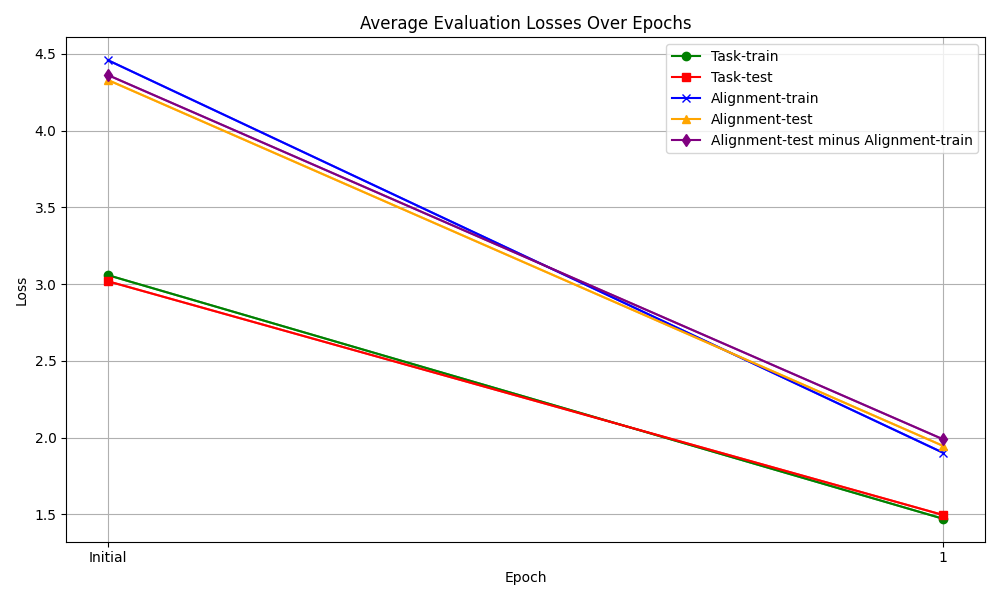 Average Evaluation Losses Over Epochs
Task-train
Task-test
Alignment-train
Alignment-test
Alignment-test minus Alignment-train
4.5
4.0
3.5
3.0
2.5
2.0
1.5
Loss
Initial
1
Epoch